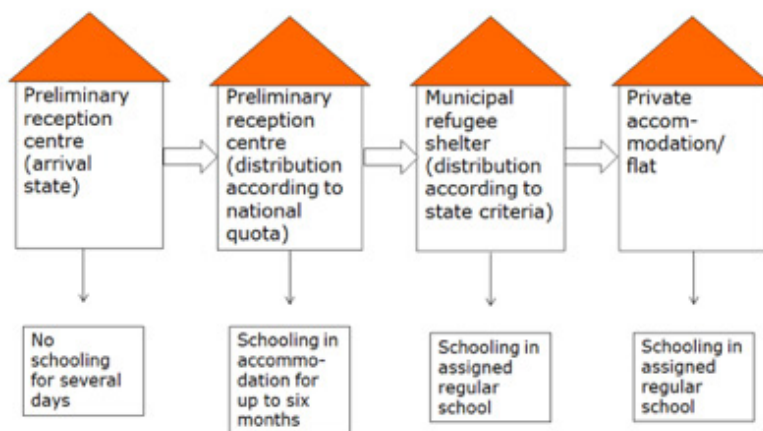 Preliminary
reception
centre
(arrival
state)
Preliminary
reception
centre
(distribution
according to
national
quota)
Municipal
refugee
shelter
(distribution
according to
state criteria)
Private
accom-
modation/
flat
No
schooling
for several
days
Schooling in
accommo-
dation for
up to six
months
Schooling in
assigned
regular
school
Schooling in
assigned
regular
school